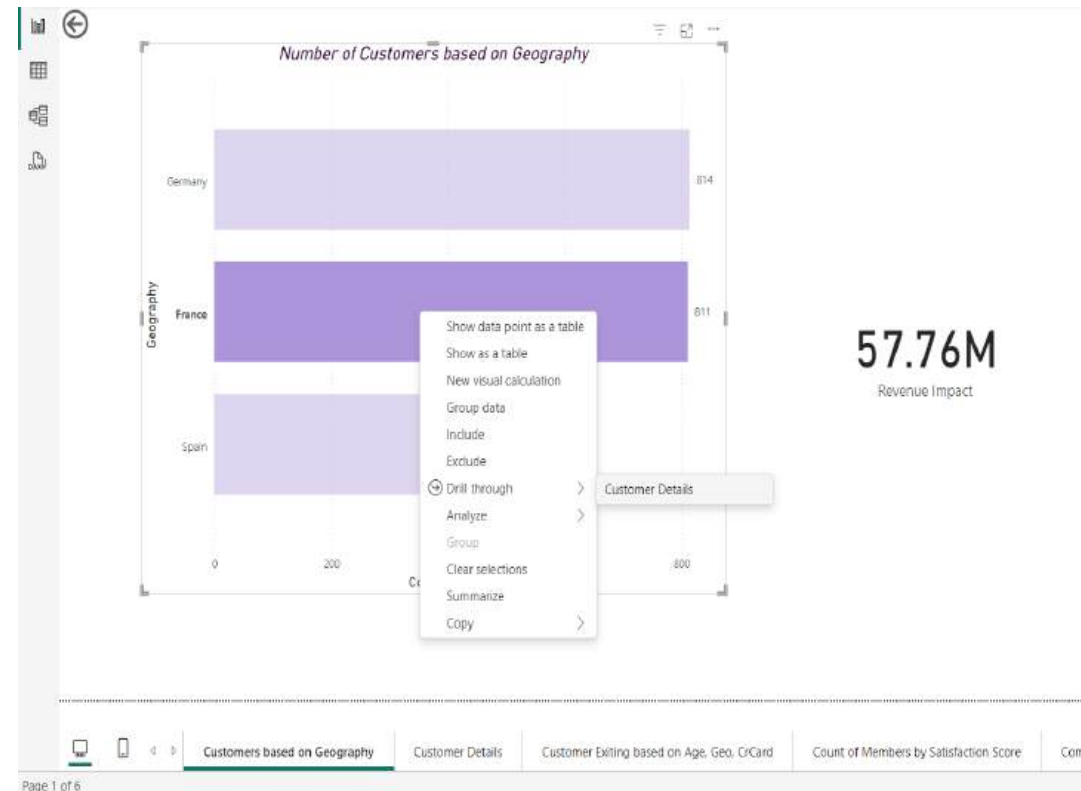 Number of Customers based on Geography
Germany
814
Geography
France
811
Spain
0
200
800
Show data point as a table
Show as a table
New visual calculation
Group data
Include
Exclude
Drill through
Customer Details
Analyze
Group
Clear selections
Summarize
Copy
57.76M
Revenue Impact
Customers based on Geography
Customer Details
Customer Exiting based on Age, Geo, CrCard
Count of Members by Satisfaction Score
Page 1 of 6